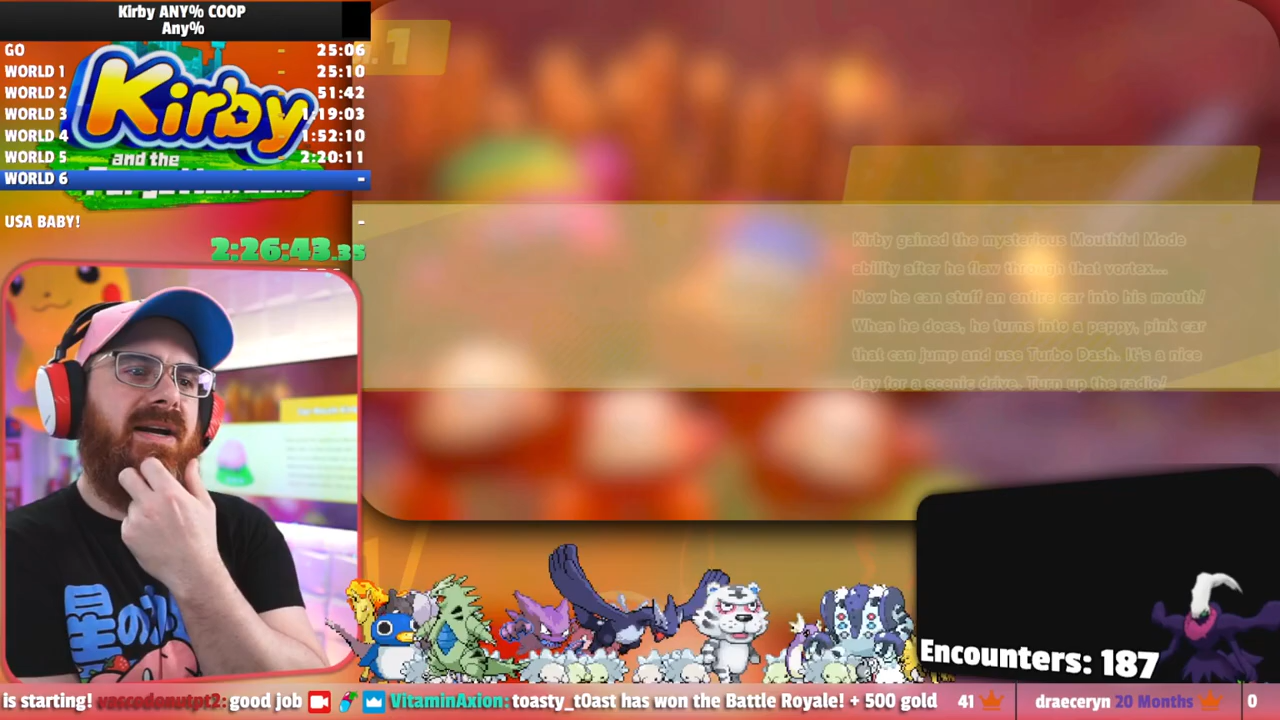 Kirby ANY% COOP
Any%
GO - 25:06
WORLD 1 - 25:10
WORLD 2 - 51:42
WORLD 3 - 1:19:03
WORLD 4 - 1:52:10
WORLD 5 - 2:20:11
WORLD 6 -
Kirby
and the
USA BABY! -
2:26:43.35
1
Kirby gained the mysterious Mouthful Mode
ability after he flew through that vortex...
Now he can stuff an entire car into his mouth!
When he does, he turns into a peppy, pink car
that can jump and use Turbo Dash. It's a nice
day for a scenic drive. Turn up the radio!
Encounters: 187
is starting! good job VitaminAxion: toasty_t0ast has won the Battle Royale! + 500 gold 41 draeceryn 20 Months 0